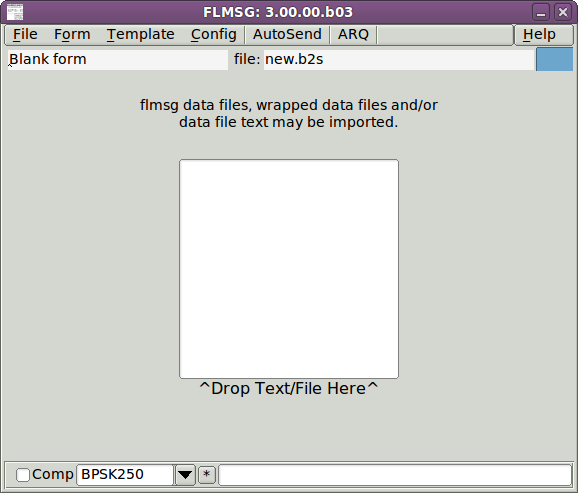 FLMSG: 3.00.00.b03
File Form Template Config AutoSend ARQ Help
Blank form file: new.b2s
flmsg data files, wrapped data files and/or
data file text may be imported.
^Drop Text/File Here^
Comp BPSK250 *